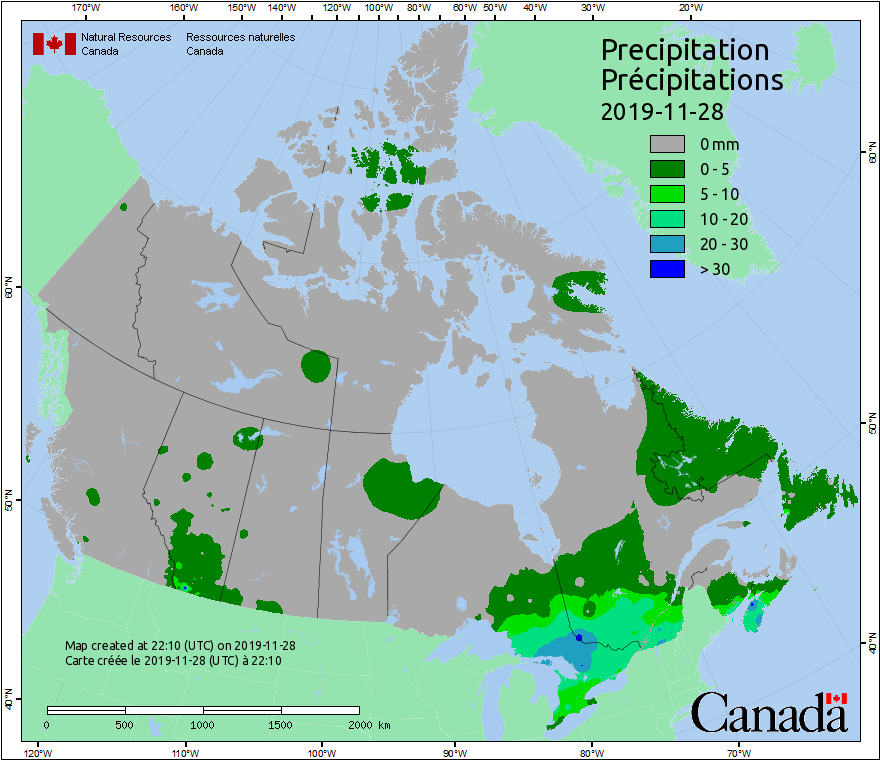 170°W 160°W 150°W 140°W 120°W 100°W 80°W 60°W 50°W 40°W 30°W 20°W
Natural Resources Canada
Ressources naturelles Canada
Precipitation
Précipitations
2019-11-28
0 mm
0 - 5
5 - 10
10 - 20
20 - 30
> 30
60°N
60°N
50°N
50°N
40°N
40°N
Map created at 22:10 (UTC) on 2019-11-28
Carte créée le 2019-11-28 (UTC) à 22:10
0 500 1000 1500 2000 km
Canada
120°W 110°W 100°W 90°W 80°W 70°W